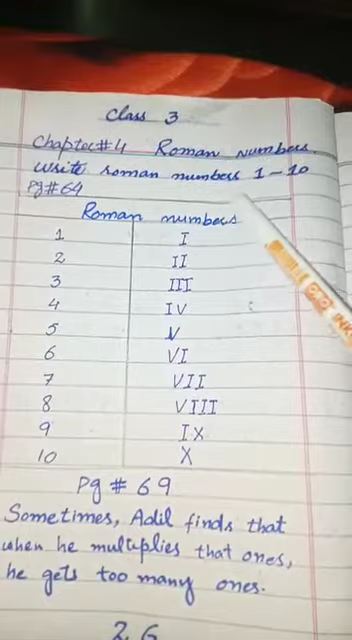 Class 3
Chapter#4 Roman Numbers.
write roman numbers 1-10
Pg#64
Roman numbers
1 I
2 II
3 III
4 IV
5 V
6 VI
7 VII
8 VIII
9 IX
10 X
Pg # 69
Sometimes, Adil finds that
when he multiplies that ones,
he gets too many ones.
26